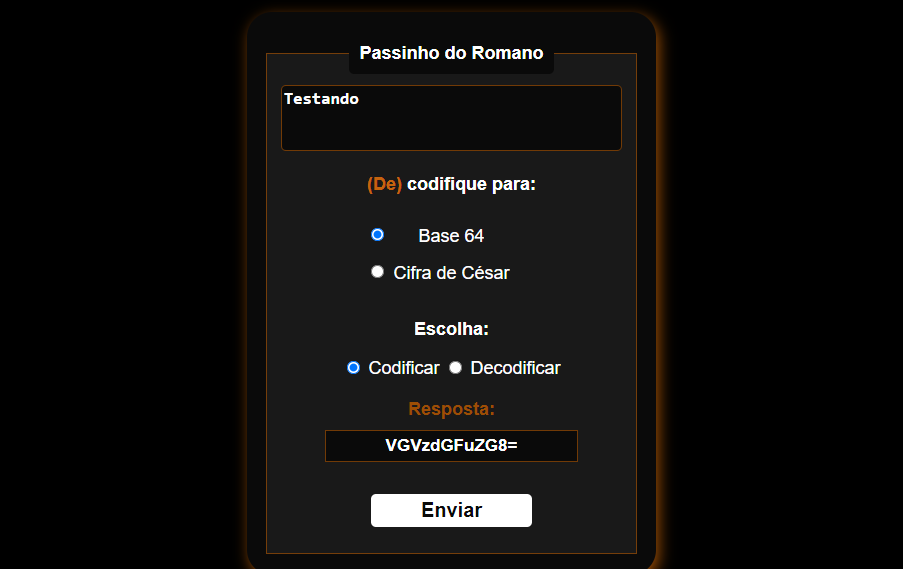 Passinho do Romano
Testando
(De) codifique para:
Base 64
Cifra de César
Escolha:
Codificar Decodificar
Resposta:
VGVzdGFuZG8=
Enviar